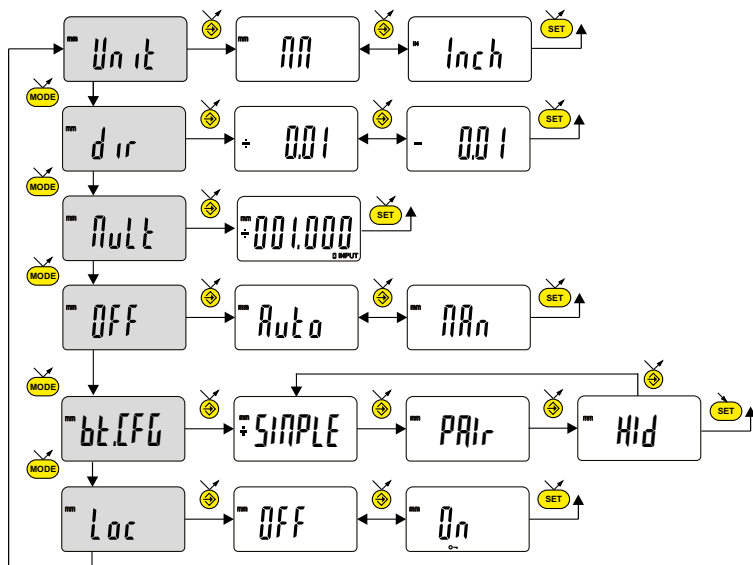 mm Unit mm MM IN Inch SET
MODE
mm dir ÷ 0.01 - 0.01 SET
MODE
mm Mult mm ÷ 001.000 INPUT SET
MODE
mm OFF mm Auto mm MAn SET
MODE
mm bt.CFG mm ÷ SIMPLE mm PAIr mm HId SET
MODE
mm Loc mm OFF mm On SET